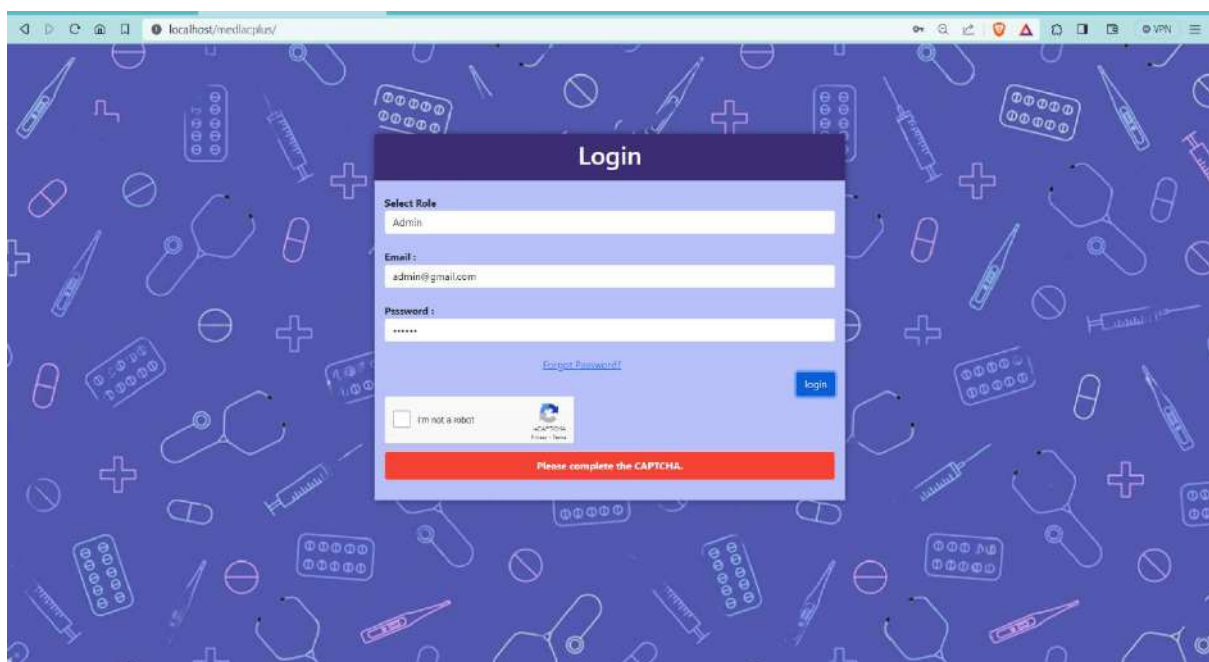 localhost/mediacplus/
VPN
Login
Select Role
Admin
Email :
admin@gmail.com
Password :
Forgot Password?
login
I'm not a robot
reCAPTCHA
Privacy - Terms
Please complete the CAPTCHA.